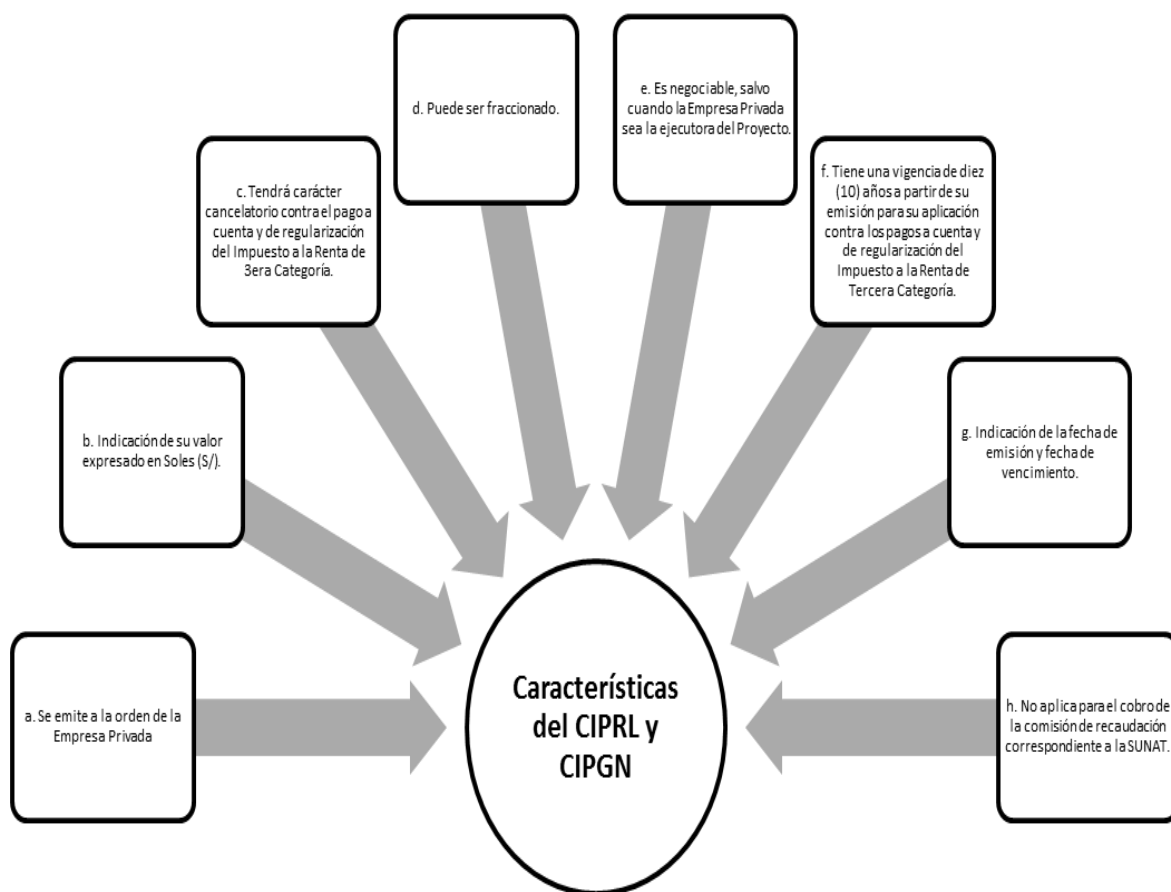 a. Se emite a la orden de la
Empresa Privada
b. Indicación de su valor
expresado en Soles (S/).
c. Tendrá carácter
cancelatorio contra el pago a
cuenta y de regularización
del Impuesto a la Renta de
3era Categoría.
d. Puede ser fraccionado.
e. Es negociable, salvo
cuando la Empresa Privada
sea la ejecutora del Proyecto.
f. Tiene una vigencia de diez
(10) años a partir de su
emisión para su aplicación
contra los pagos a cuenta y
de regularización del
Impuesto a la Renta de
Tercera Categoría.
g. Indicación de la fecha de
emisión y fecha de
vencimiento.
h. No aplica para el cobro de
la comisión de recaudación
correspondiente a la SUNAT.
Características
del CIPRL y
CIPGN